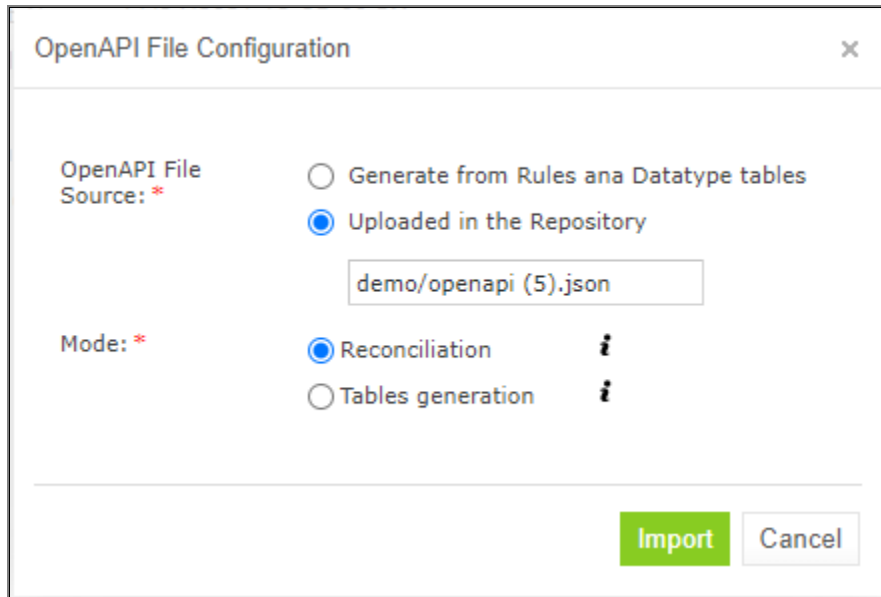 OpenAPI File Configuration ×
OpenAPI File
Source: *
Generate from Rules ana Datatype tables
Uploaded in the Repository
demo/openapi (5).json
Mode: *
Reconciliation i
Tables generation i
Import Cancel